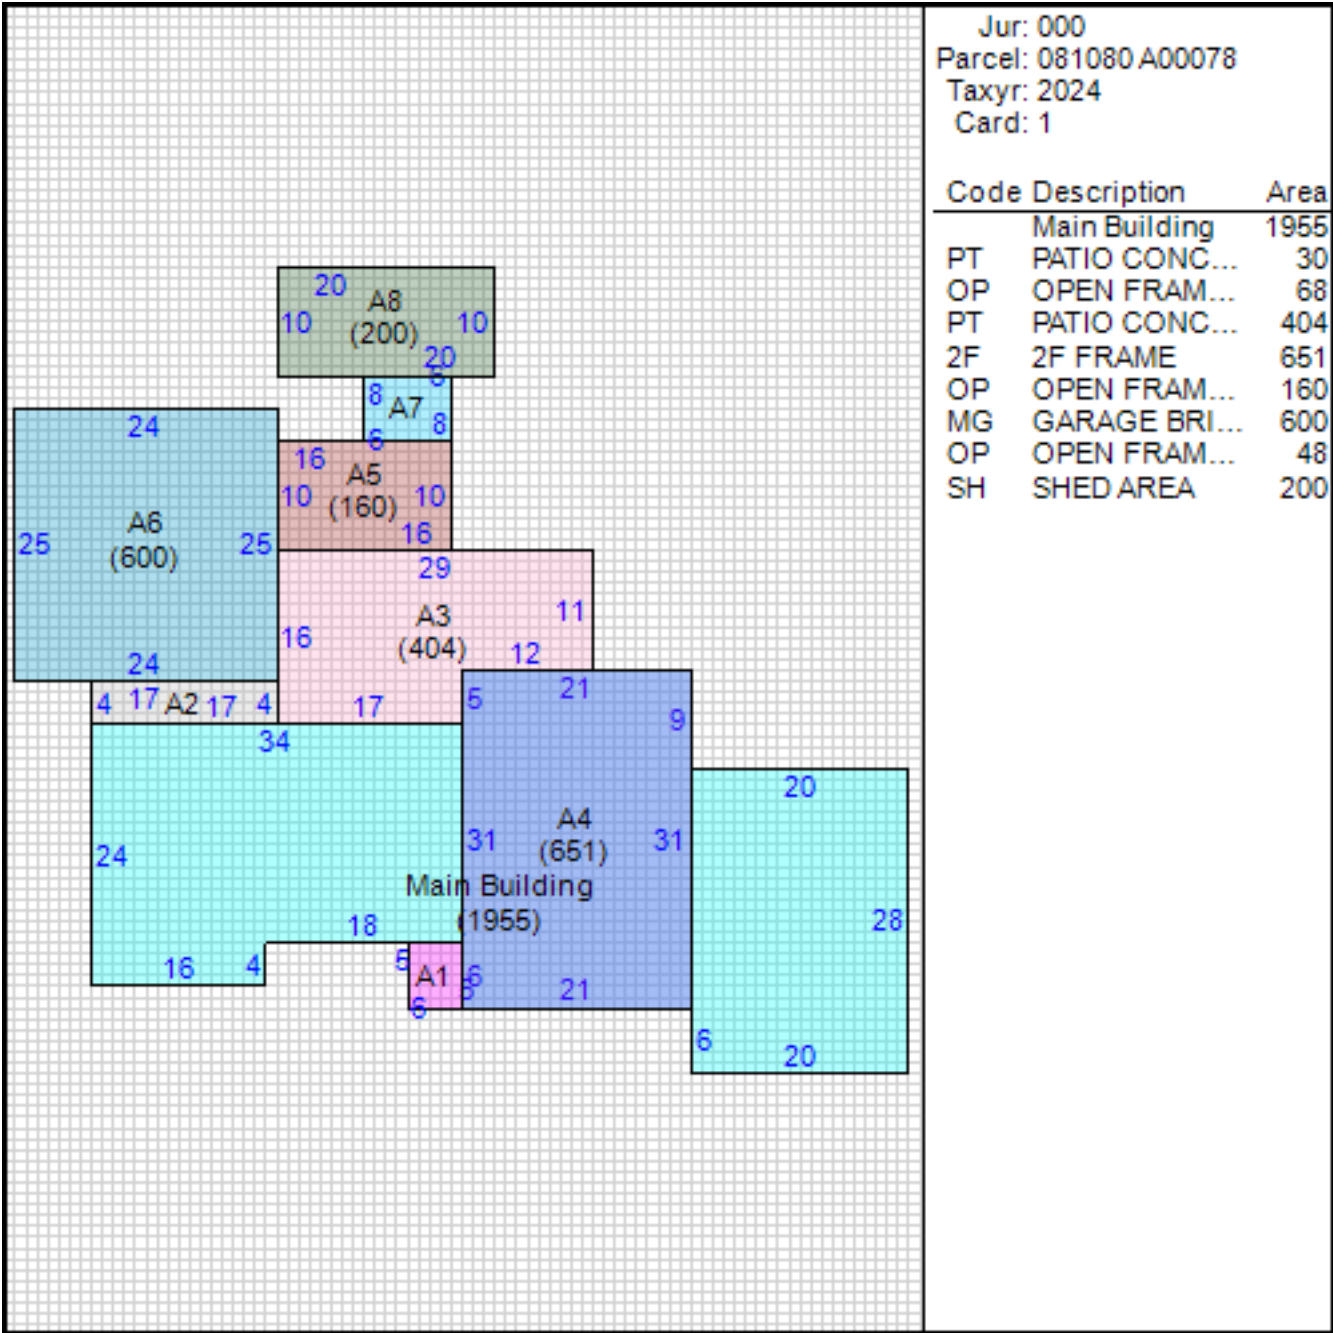 Jur: 000
Parcel: 081080 A00078
Taxyr: 2024
Card: 1
Code Description Area
Main Building 1955
PT PATIO CONC... 30
OP OPEN FRAM... 68
PT PATIO CONC... 404
2F 2F FRAME 651
OP OPEN FRAM... 160
MG GARAGE BRI... 600
OP OPEN FRAM... 48
SH SHED AREA 200
20
A8
10 (200) 10
20
6
8 A7 8
6
24
16
A5
10 (160) 10
16
A6
25 (600) 25
24
29
A3
16 (404) 11
12
17
4 17 A2 17 4
34
5 21 9
20
24
A4
31 (651) 31
Main Building
(1955)
18
28
16 4
5 A1 6
5
6
21
6 20